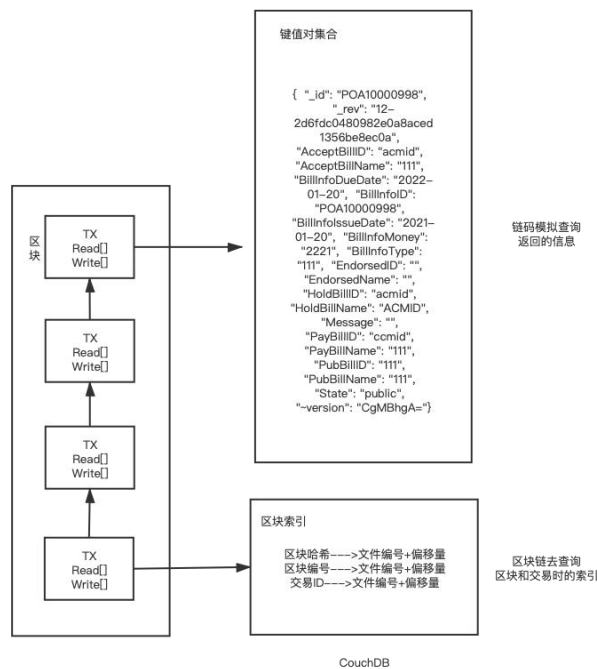 键值对集合
{ "_id": "POA10000998",
"_rev": "12-
2d6fdc0480982e0a8aced
1356be8ec0a",
"AcceptBillID": "acmid",
"AcceptBillName": "111",
"BillInfoDueDate": "2022-
01-20", "BillInfoID":
"POA10000998",
"BillInfoIssueDate": "2021-
01-20", "BillInfoMoney":
"2221", "BillInfoType":
"111", "EndorsedID": "",
"EndorsedName": "",
"HoldBillID": "acmid",
"HoldBillName": "ACMID",
"Message": "",
"PayBillID": "ccmid",
"PayBillName": "111",
"PubBillID": "111",
"PubBillName": "111",
"State": "public",
"~version": "CgMBhgA="}
链码模拟查询
返回的信息
区
块
TX
Read[]
Write[]
TX
Read[]
Write[]
TX
Read[]
Write[]
TX
Read[]
Write[]
区块索引
区块哈希--->文件编号+偏移量
区块编号--->文件编号+偏移量
交易ID--->文件编号+偏移量
区块链去查询
区块和交易时的索引
CouchDB